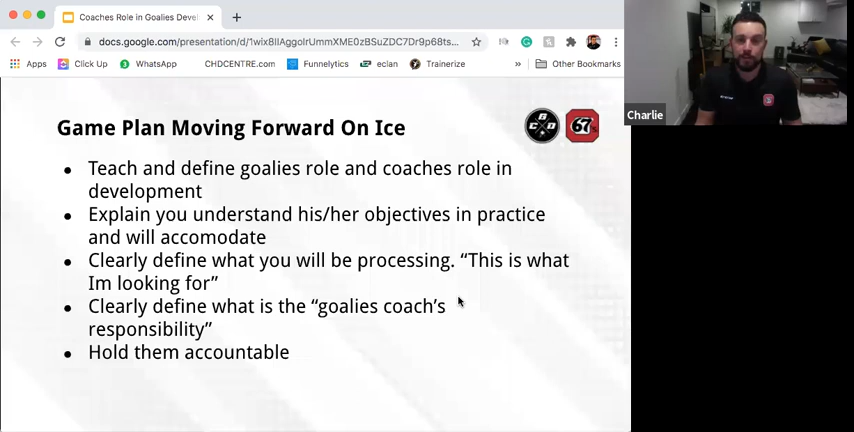 Coaches Role in Goalies Devel
docs.google.com/presentation/d/1wix8IIAggolrUmmXME0zBSuZDC7Dr9p68ts...
Apps Click Up WhatsApp CHDCENTRE.com Funnelytics eclan Trainerize » Other Bookmarks
Charlie
Game Plan Moving Forward On Ice
67's
• Teach and define goalies role and coaches role in
development
• Explain you understand his/her objectives in practice
and will accomodate
• Clearly define what you will be processing. “This is what
Im looking for”
• Clearly define what is the “goalies coach’s
responsibility”
• Hold them accountable